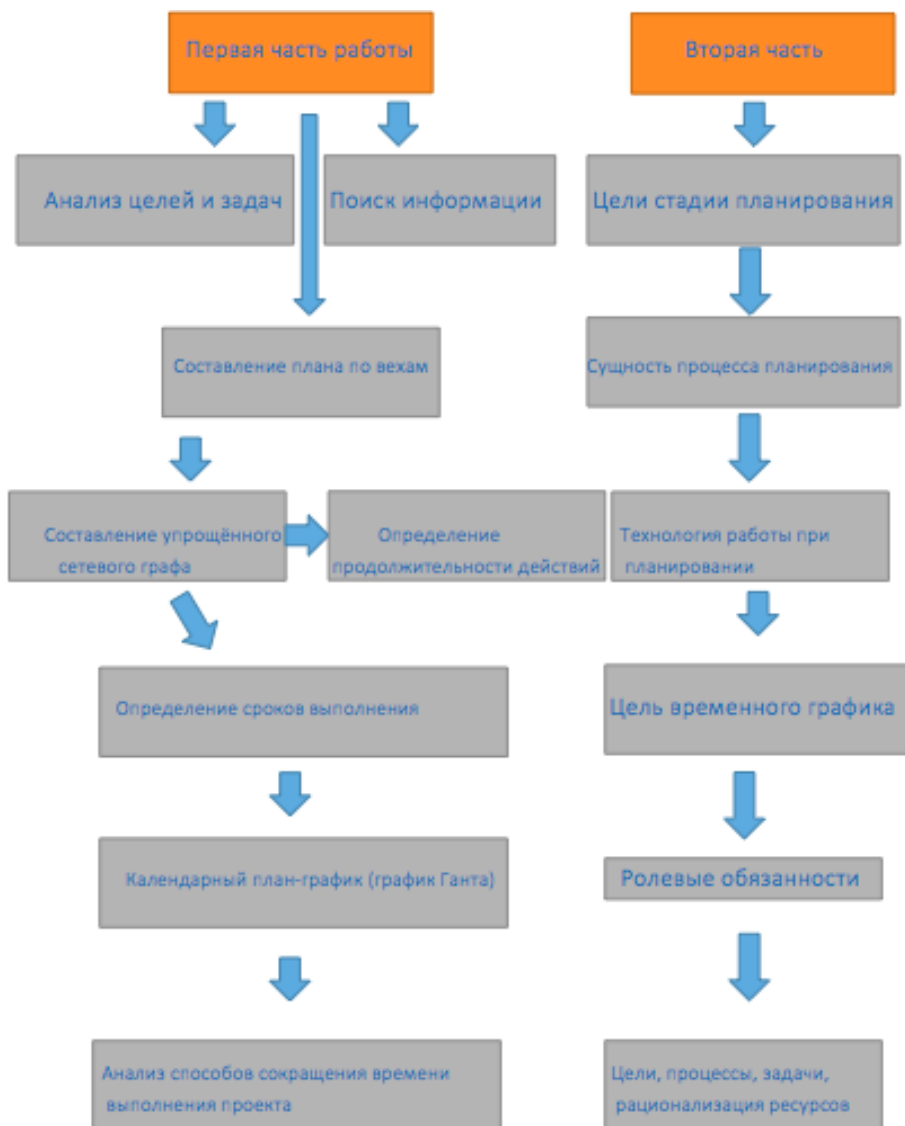 Первая часть работы
Вторая часть
Анализ целей и задач
Поиск информации
Цели стадии планирования
Составление плана по вехам
Сущность процесса планирования
Составление упрощённого
сетевого графа
Определение
продолжительности действий
Технология работы при
планировании
Определение сроков выполнения
Цель временного графика
Календарный план-график (график Ганта)
Ролевые обязанности
Анализ способов сокращения времени
выполнения проекта
Цели, процессы, задачи,
рационализация ресурсов